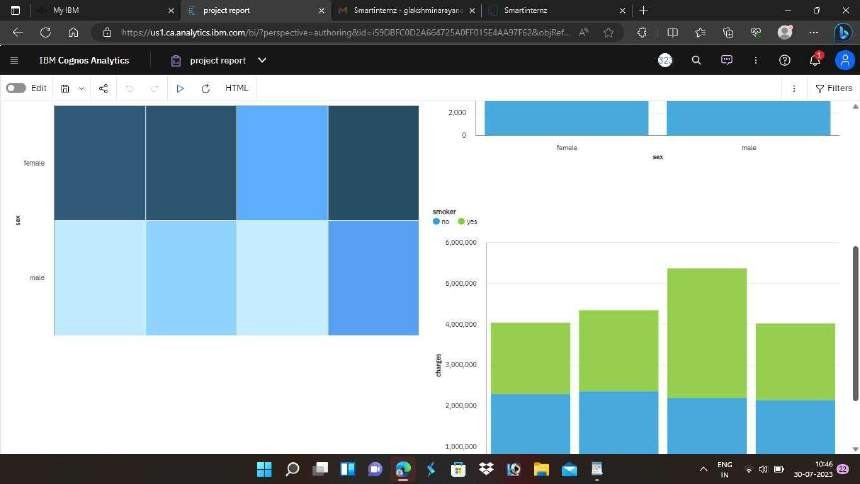 My IBM
project report
Smartinternz - glakshminarayan
Smartinternz
https://us1.ca.analytics.ibm.com/bi/?perspective=authoring&id=
IBM Cognos Analytics
project report
Edit
HTML
Filters
female
male
sex
2,000
0
female
male
sex
smoker
no
yes
6,000,000
5,000,000
4,000,000
3,000,000
2,000,000
1,000,000
charges
ENG
IN
10:46
30-07-2023
22